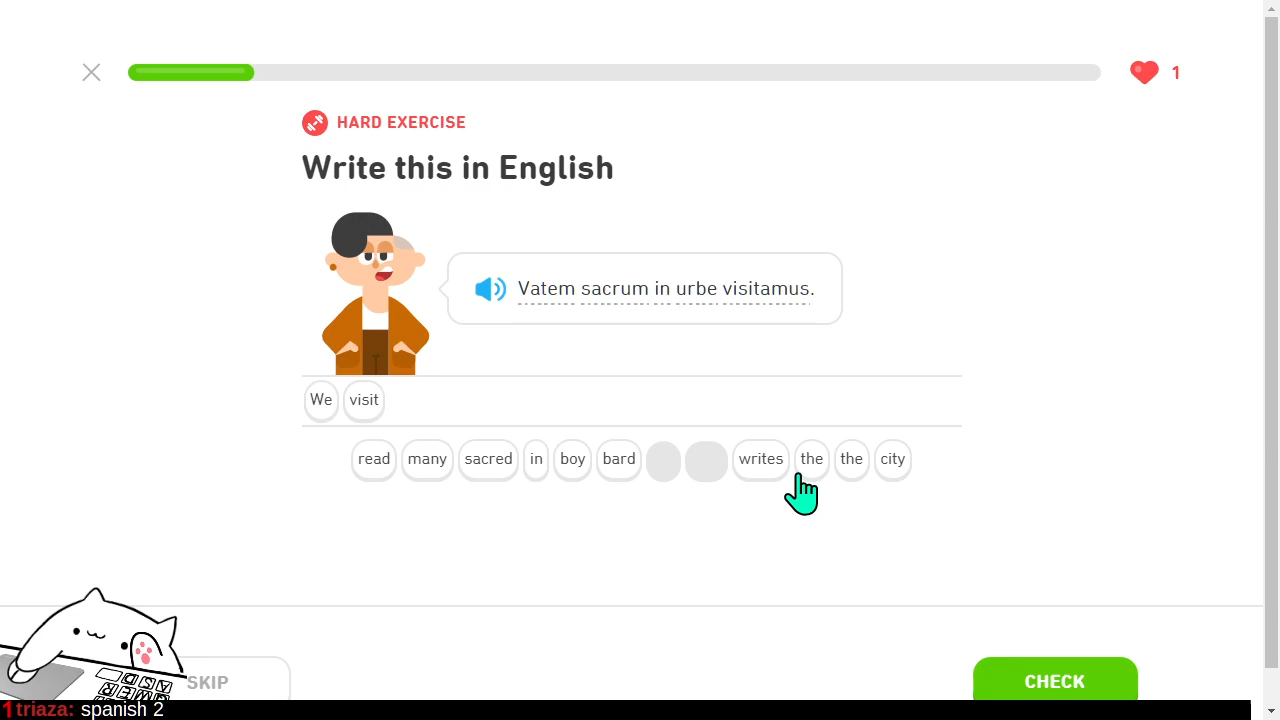 1
HARD EXERCISE
Write this in English
Vatem sacrum in urbe visitamus.
We visit
read many sacred in boy bard writes the the city
SKIP
CHECK
1triaza: spanish 2